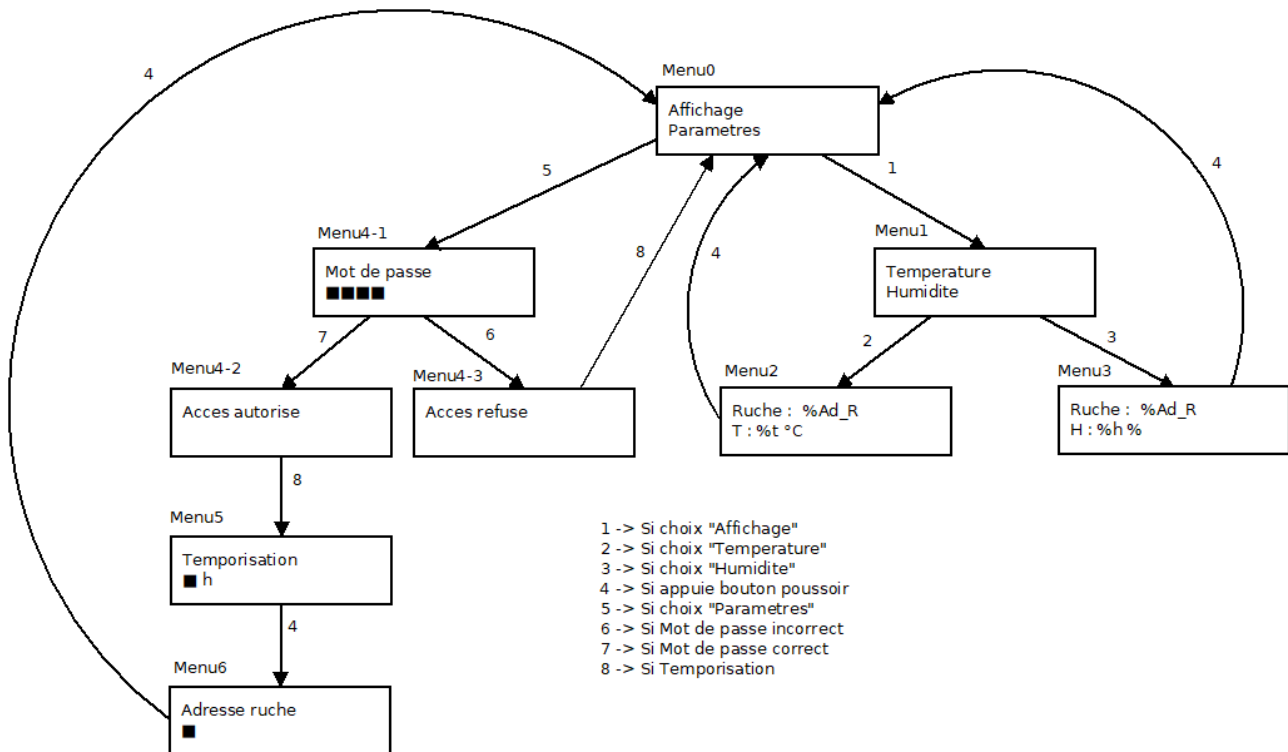 Menu0
Affichage
Parametres
4
5
1
4
Menu4-1
Mot de passe
■■■■
8
4
Menu1
Temperature
Humidite
7
6
2
3
Menu4-2
Acces autorise
Menu4-3
Acces refuse
Menu2
Ruche : %Ad_R
T : %t °C
Menu3
Ruche : %Ad_R
H : %h %
8
Menu5
Temporisation
■ h
4
Menu6
Adresse ruche
■
1 -> Si choix "Affichage"
2 -> Si choix "Temperature"
3 -> Si choix "Humidite"
4 -> Si appuie bouton poussoir
5 -> Si choix "Parametres"
6 -> Si Mot de passe incorrect
7 -> Si Mot de passe correct
8 -> Si Temporisation